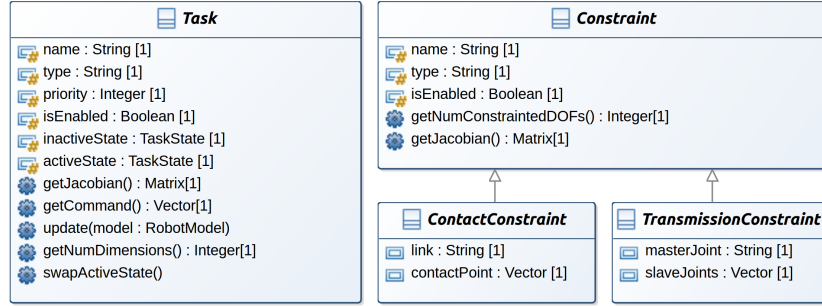 Task
name : String [1]
type : String [1]
priority : Integer [1]
isEnabled : Boolean [1]
inactiveState : TaskState [1]
activeState : TaskState [1]
getJacobian() : Matrix[1]
getCommand() : Vector[1]
update(model : RobotModel)
getNumDimensions() : Integer[1]
swapActiveState()
Constraint
name : String [1]
type : String [1]
isEnabled : Boolean [1]
getNumConstraintedDOFs() : Integer[1]
getJacobian() : Matrix[1]
ContactConstraint
link : String [1]
contactPoint : Vector [1]
TransmissionConstraint
masterJoint : String [1]
slaveJoints : Vector [1]